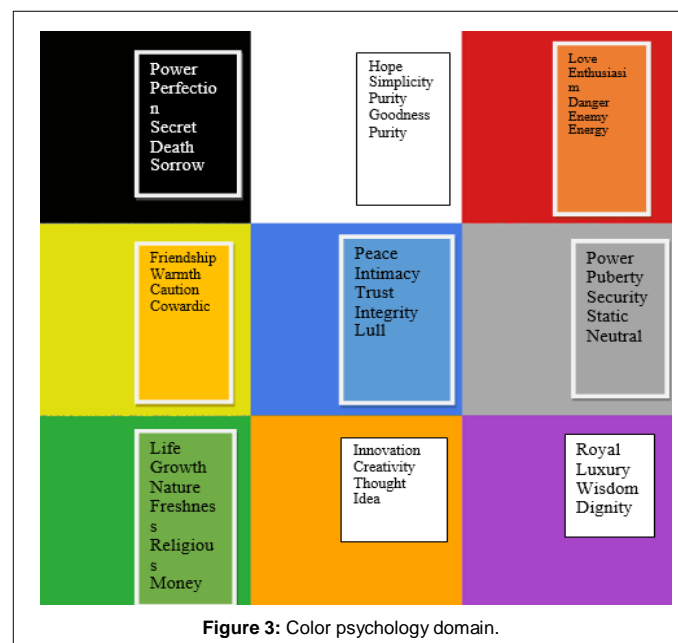 Power
Perfectio
n
Secret
Death
Sorrow
Hope
Simplicity
Purity
Goodness
Purity
Love
Enthusiasi
m
Danger
Enemy
Energy
Friendship
Warmth
Caution
Cowardic
Peace
Intimacy
Trust
Integrity
Lull
Power
Puberty
Security
Static
Neutral
Life
Growth
Nature
Freshnes
s
Religiou
s
Money
Innovation
Creativity
Thought
Idea
Royal
Luxury
Wisdom
Dignity
Figure 3: Color psychology domain.